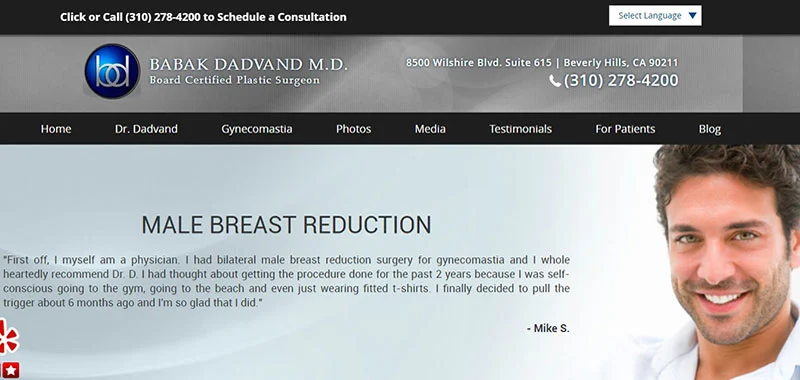 Click or Call (310) 278-4200 to Schedule a Consultation
Select Language ▼
bd
BABAK DADVAND M.D.
Board Certified Plastic Surgeon
8500 Wilshire Blvd. Suite 615 | Beverly Hills, CA 90211
(310) 278-4200
Home Dr. Dadvand Gynecomastia Photos Media Testimonials For Patients Blog
MALE BREAST REDUCTION
"First off, I myself am a physician. I had bilateral male breast reduction surgery for gynecomastia and I whole
heartedly recommend Dr. D. I had thought about getting the procedure done for the past 2 years because I was self-
conscious going to the gym, going to the beach and even just wearing fitted t-shirts. I finally decided to pull the
trigger about 6 months ago and I'm so glad that I did."
- Mike S.